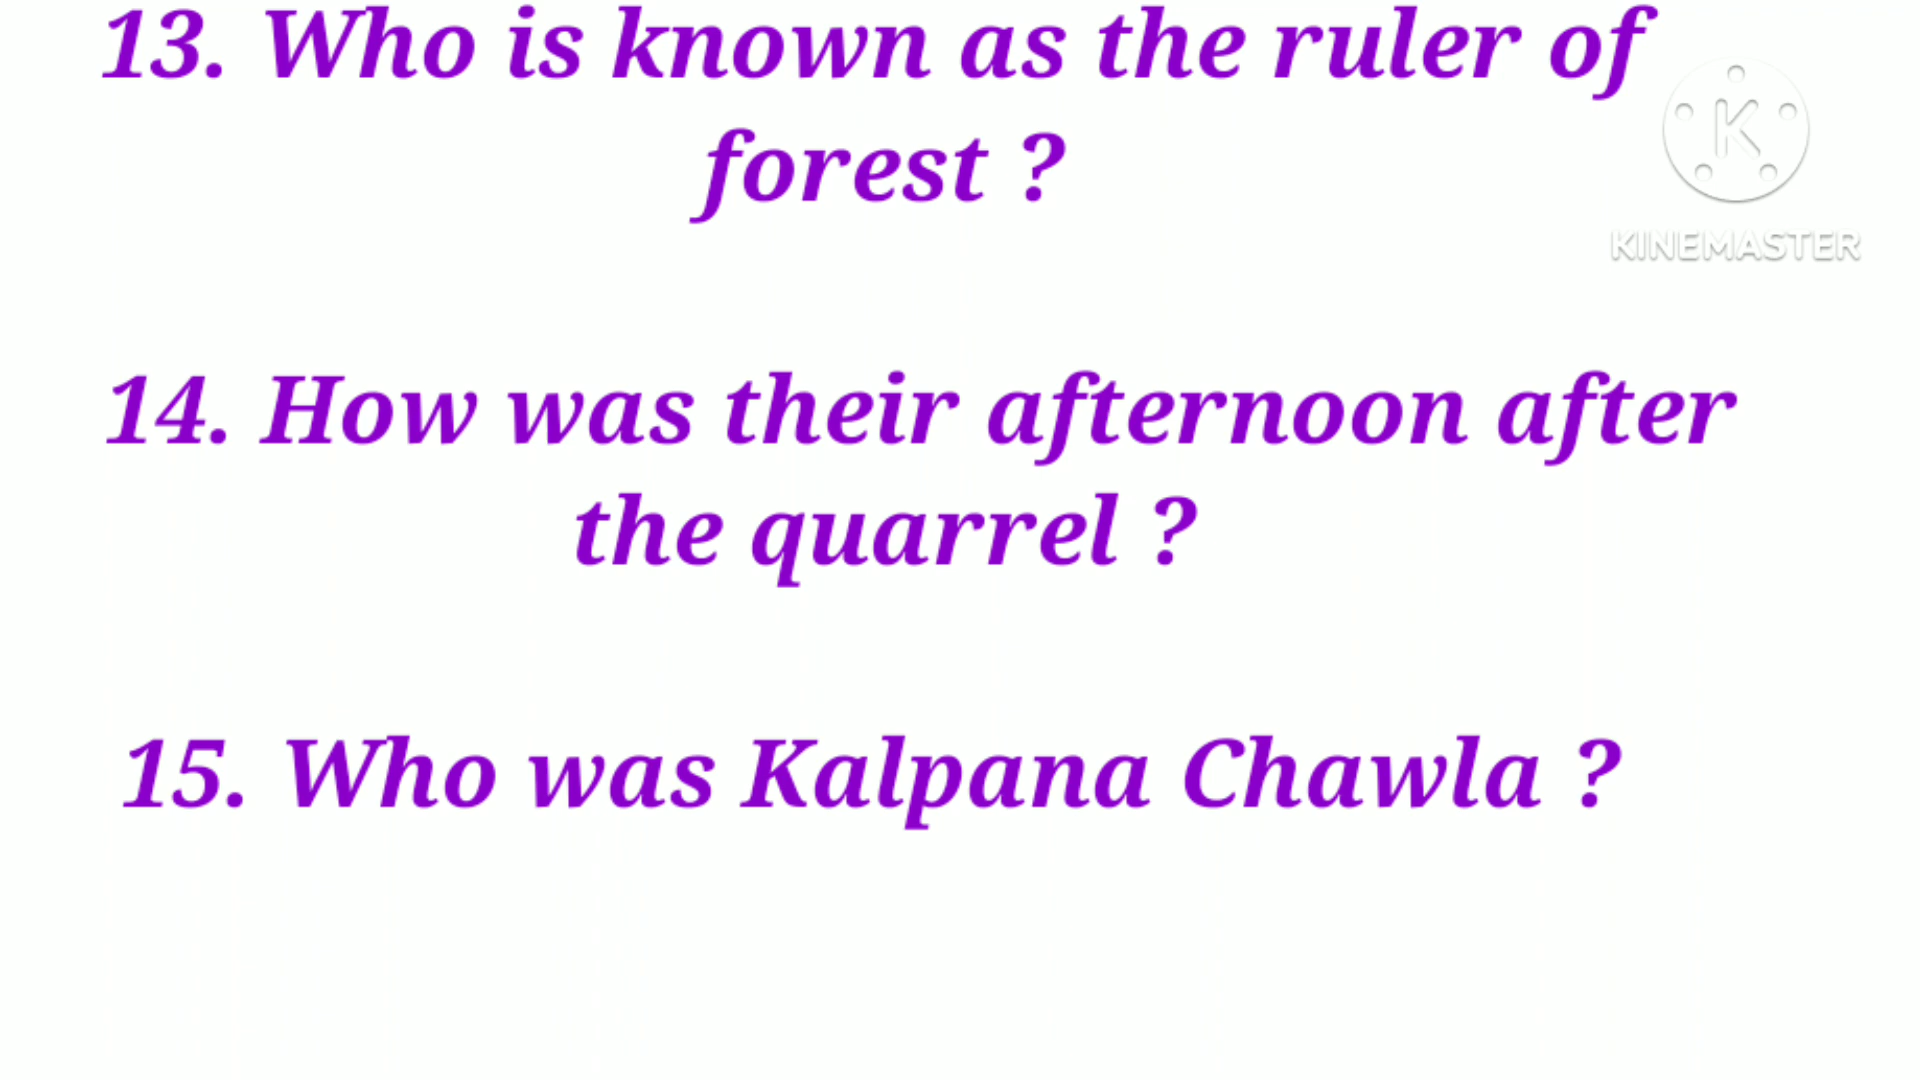 13. Who is known as the ruler of
forest ?
KINEMASTER
14. How was their afternoon after
the quarrel ?
15. Who was Kalpana Chawla ?